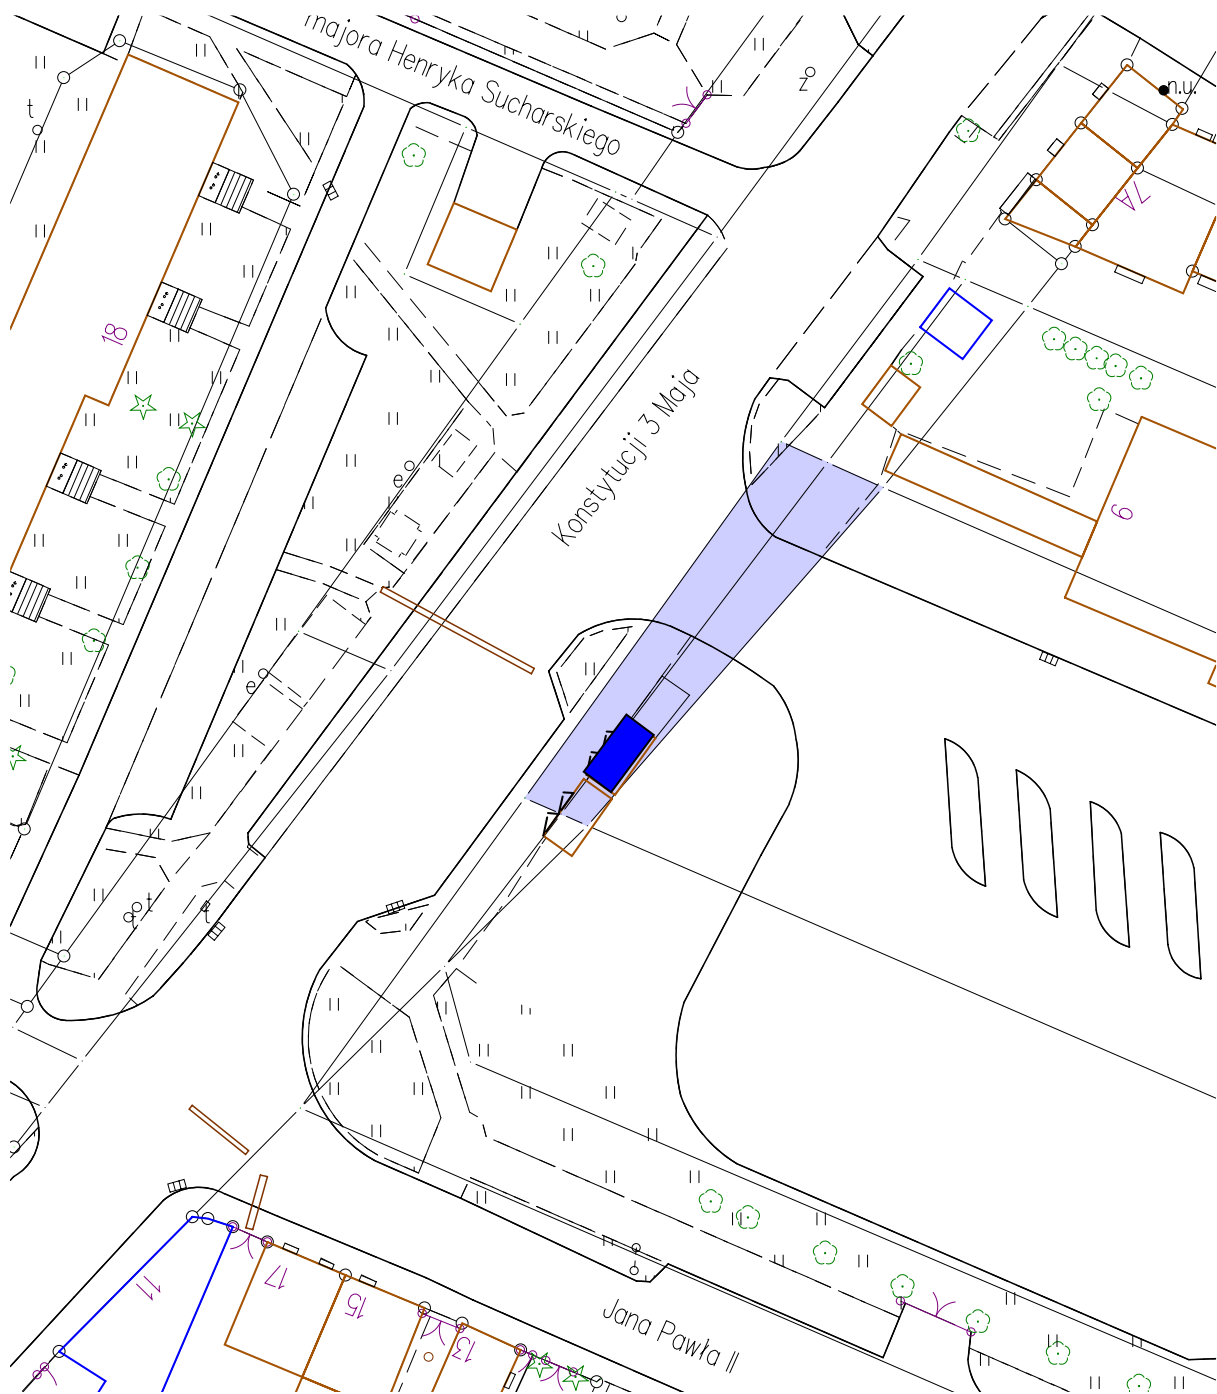 majora Henryka Sucharskiego
z
n.u.
t
7A
18
Konstytucji 3 Maja
e
6
e
t
t
t
11
17
15
13
Jana Pawła II